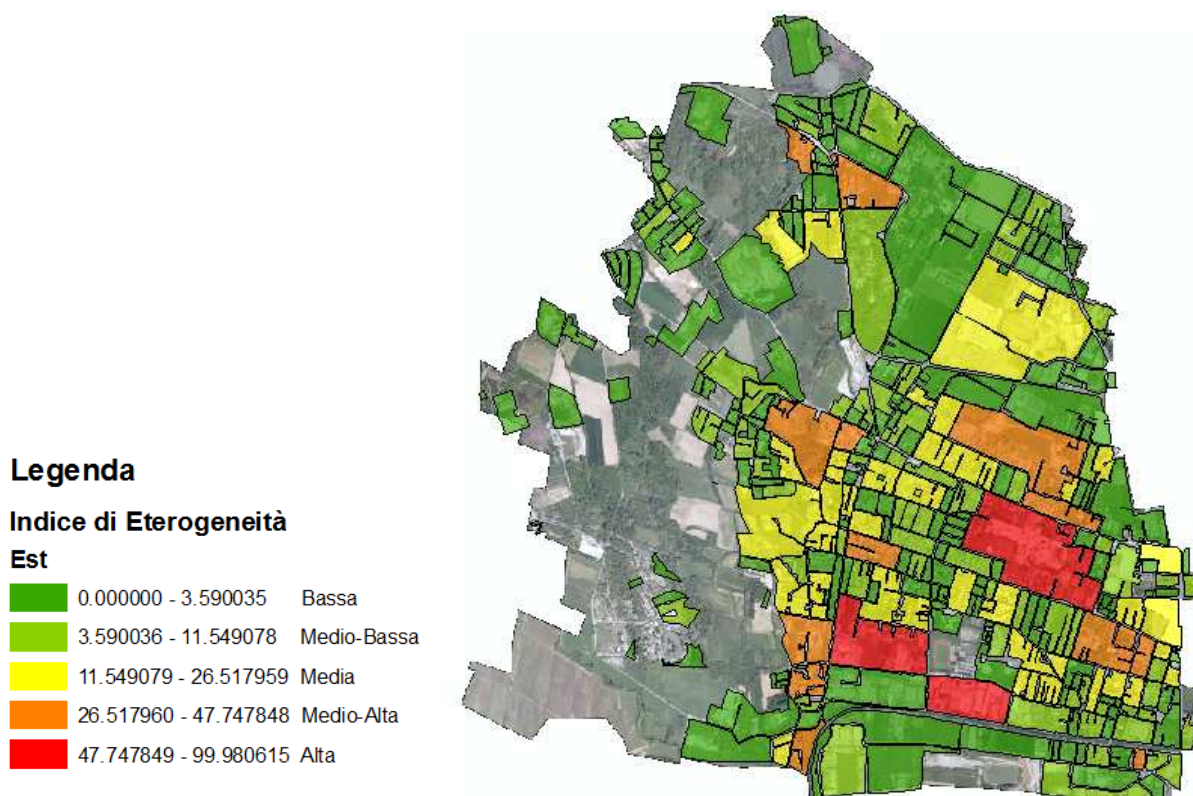 Legenda
Indice di Eterogeneità
Est
0.000000 - 3.590035 Bassa
3.590036 - 11.549078 Medio-Bassa
11.549079 - 26.517959 Media
26.517960 - 47.747848 Medio-Alta
47.747849 - 99.980615 Alta